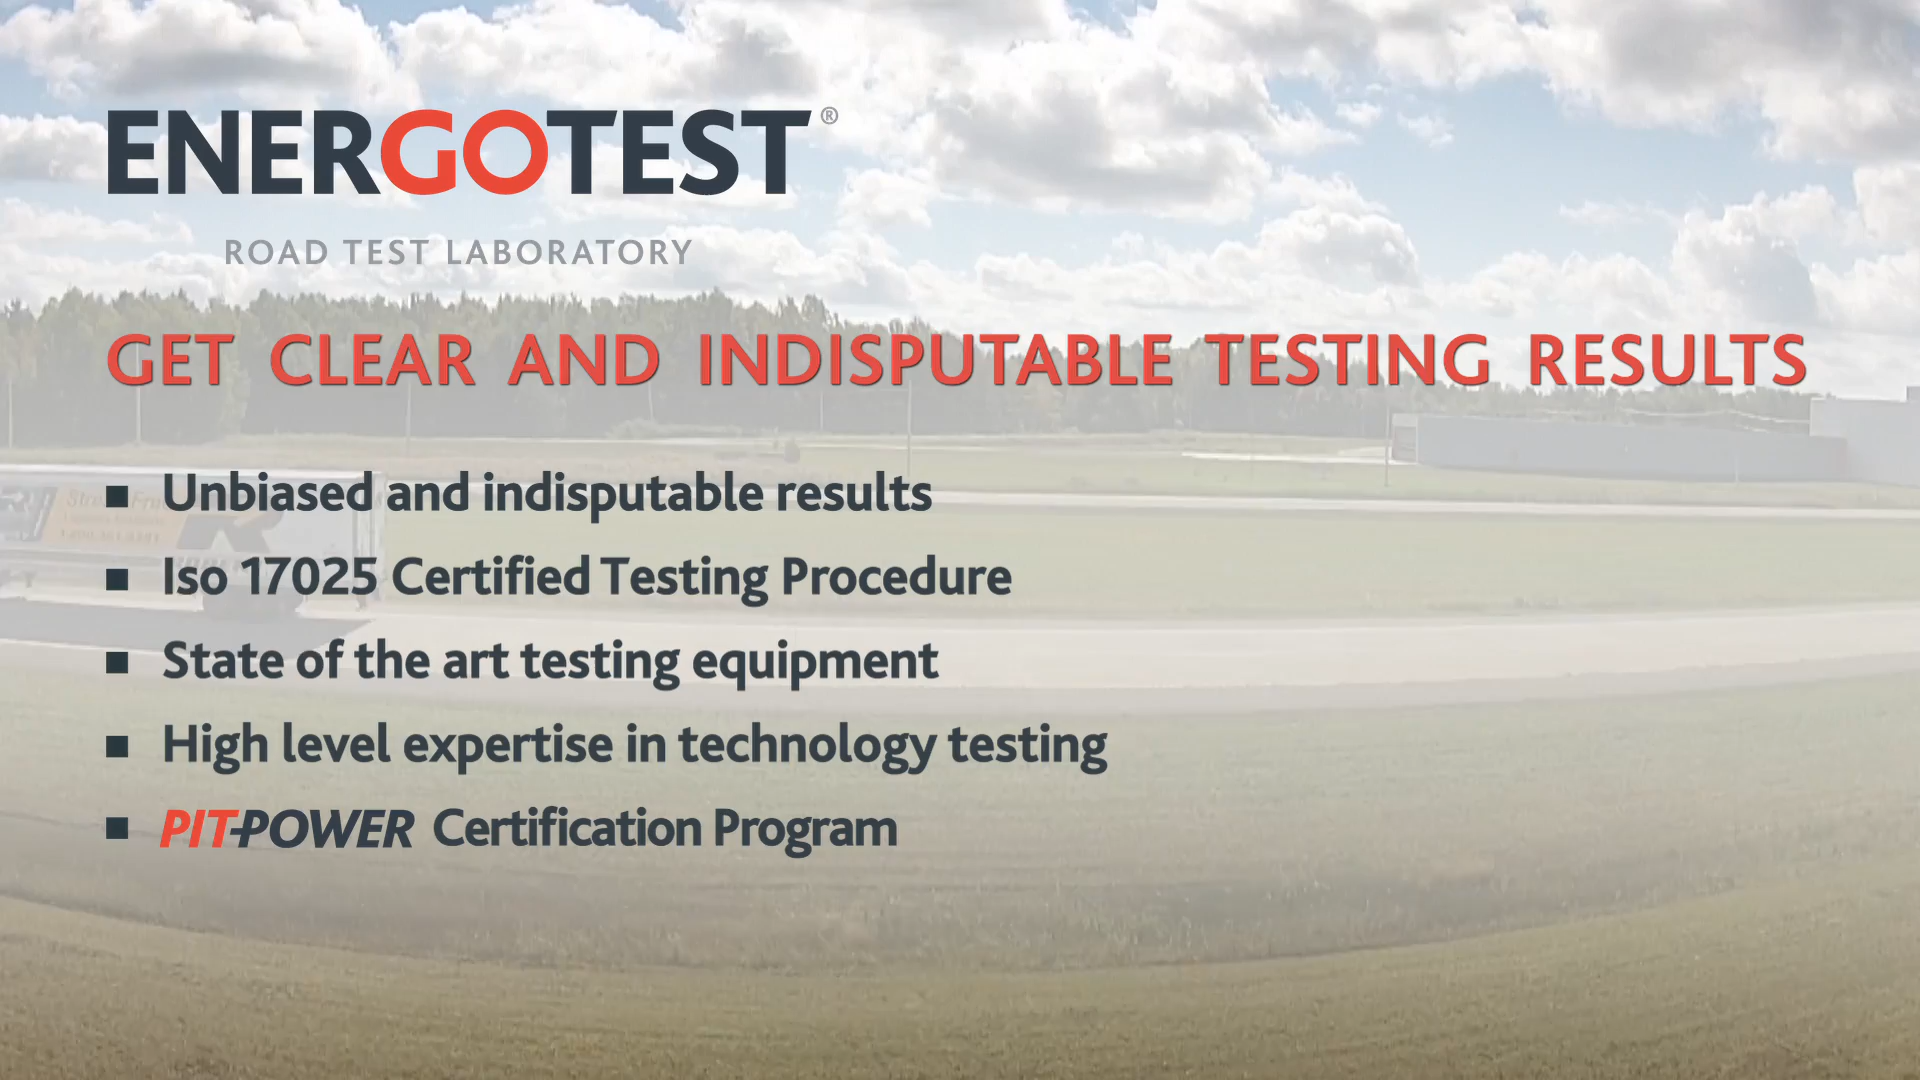 ENERGOTEST®
ROAD TEST LABORATORY
GET CLEAR AND INDISPUTABLE TESTING RESULTS
■ Unbiased and indisputable results
■ Iso 17025 Certified Testing Procedure
■ State of the art testing equipment
■ High level expertise in technology testing
■ PIT-POWER Certification Program